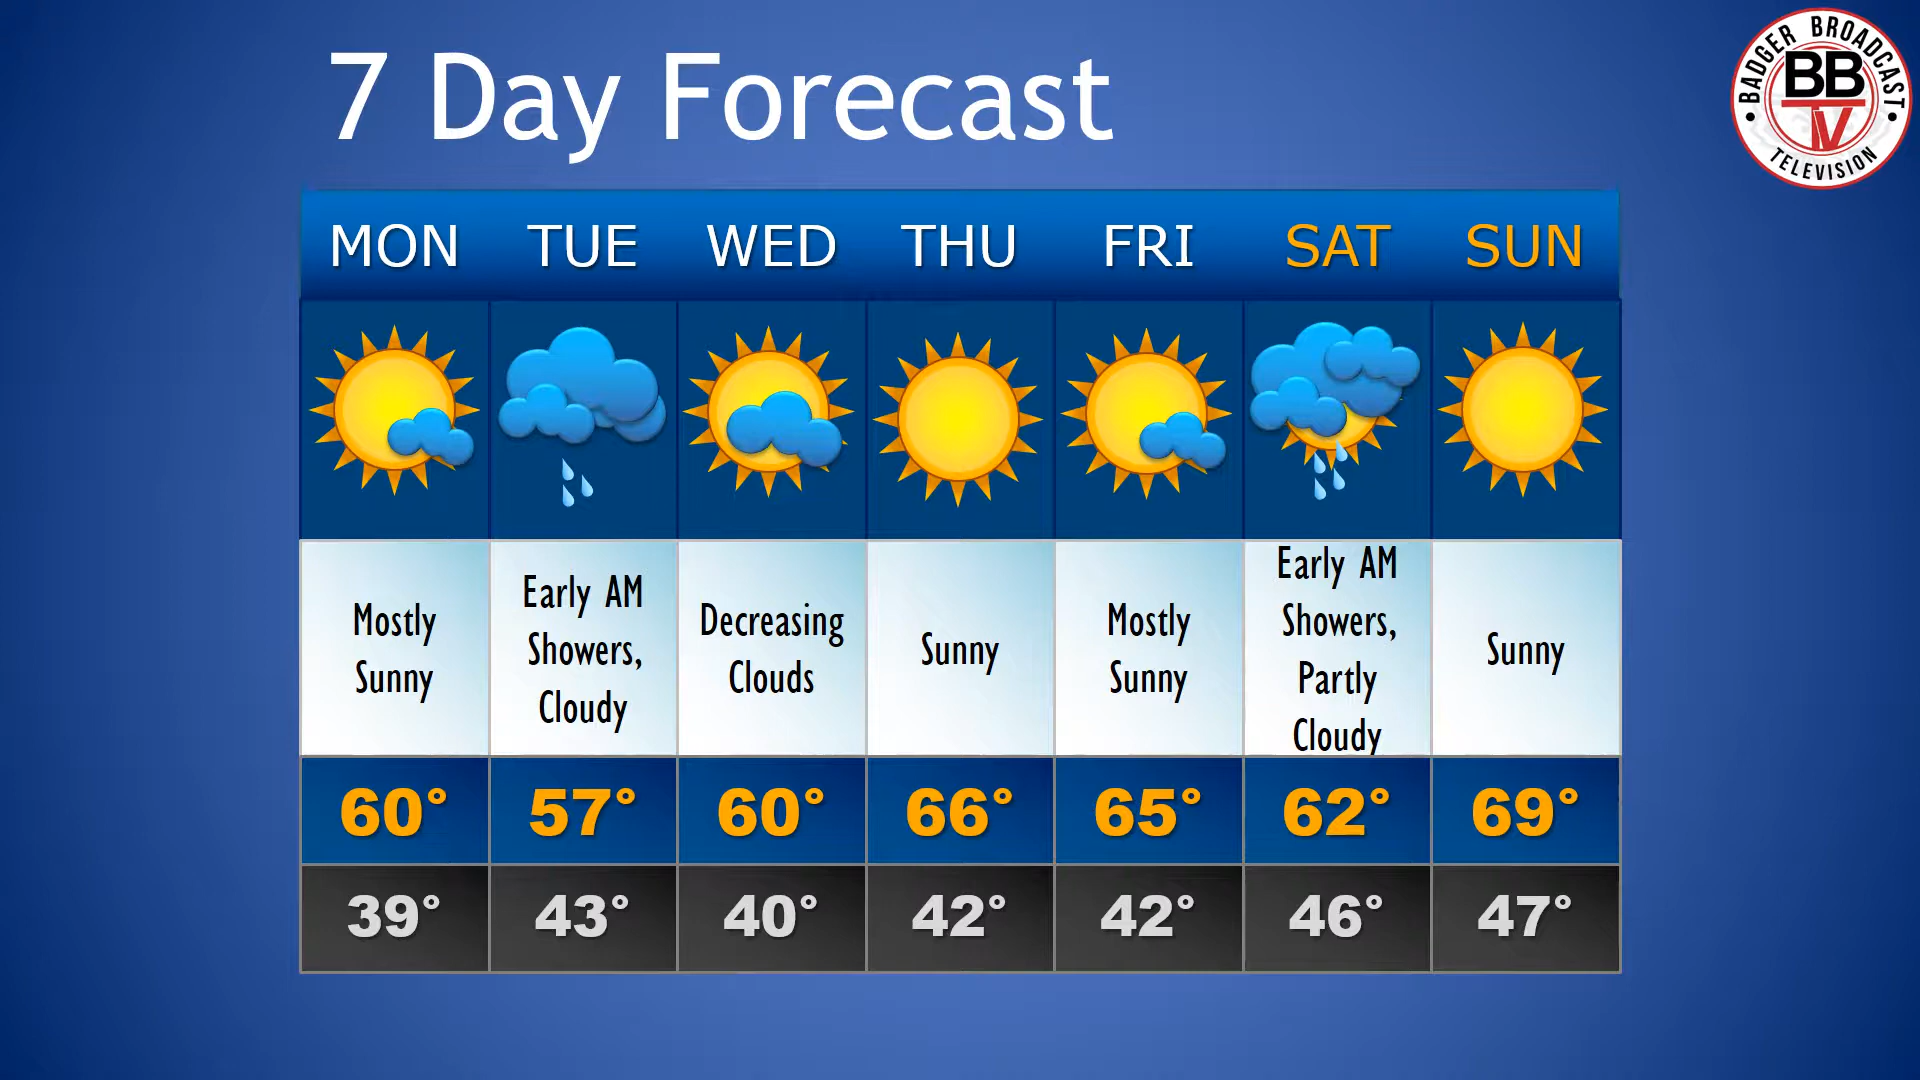 7 Day Forecast
BADGER BROADCAST
BB
TV
TELEVISION
MON TUE WED THU FRI SAT SUN
Mostly
Sunny
Early AM
Showers,
Cloudy
Decreasing
Clouds
Sunny
Mostly
Sunny
Early AM
Showers,
Partly
Cloudy
Sunny
60° 57° 60° 66° 65° 62° 69°
39° 43° 40° 42° 42° 46° 47°